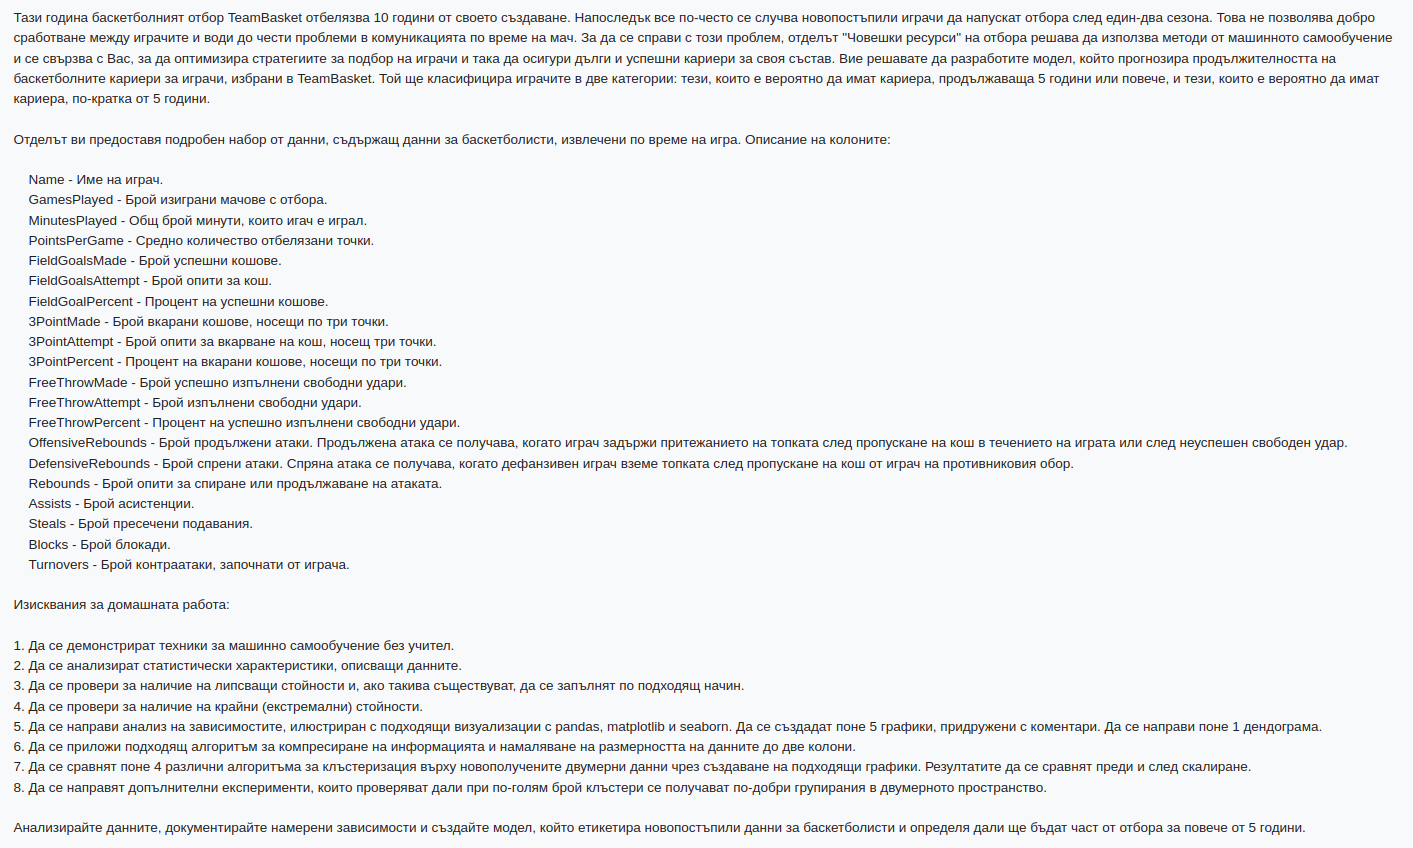 Тази година баскетболният отбор TeamBasket отбелязва 10 години от своето създаване. Напоследък все по-често се случва новопостъпили играчи да напускат отбора след един-два сезона. Това не позволява добро
сработване между играчите и води до чести проблеми в комуникацията по време на мач. За да се справи с този проблем, отделът "Човешки ресурси" на отбора решава да използва методи от машинното самообучение
и се свързва с Вас, за да оптимизира стратегиите за подбор на играчи и така да осигури дълги и успешни кариери за своя състав. Вие решавате да разработите модел, който прогнозира продължителността на
баскетболните кариери за играчи, избрани в TeamBasket. Той ще класифицира играчите в две категории: тези, които е вероятно да имат кариера, продължаваща 5 години или повече, и тези, които е вероятно да имат
кариера, по-кратка от 5 години.
Отделът ви предоставя подробен набор от данни, съдържащ данни за баскетболисти, извлечени по време на игра. Описание на колоните:
Name - Име на играч.
GamesPlayed - Брой изиграни мачове с отбора.
MinutesPlayed - Общ брой минути, които игач е играл.
PointsPerGame - Средно количество отбелязани точки.
FieldGoalsMade - Брой успешни кошове.
FieldGoalsAttempt - Брой опити за кош.
FieldGoalPercent - Процент на успешни кошове.
3PointMade - Брой вкарани кошове, носещи по три точки.
3PointAttempt - Брой опити за вкарване на кош, носещ три точки.
3PointPercent - Процент на вкарани кошове, носещи по три точки.
FreeThrowMade - Брой успешно изпълнени свободни удари.
FreeThrowAttempt - Брой изпълнени свободни удари.
FreeThrowPercent - Процент на успешно изпълнени свободни удари.
OffensiveRebounds - Брой продължени атаки. Продължена атака се получава, когато играч задържи притежанието на топката след пропускане на кош в течението на играта или след неуспешен свободен удар.
DefensiveRebounds - Брой спрени атаки. Спряна атака се получава, когато дефанзивен играч вземе топката след пропускане на кош от играч на противниковия обор.
Rebounds - Брой опити за спиране или продължаване на атаката.
Assists - Брой асистенции.
Steals - Брой пресечени подавания.
Blocks - Брой блокади.
Turnovers - Брой контраатаки, започнати от играча.
Изисквания за домашната работа:
1. Да се демонстрират техники за машинно самообучение без учител.
2. Да се анализират статистически характеристики, описващи данните.
3. Да се провери за наличие на липсващи стойности и, ако такива съществуват, да се запълнят по подходящ начин.
4. Да се провери за наличие на крайни (екстремални) стойности.
5. Да се направи анализ на зависимостите, илюстриран с подходящи визуализации с pandas, matplotlib и seaborn. Да се създадат поне 5 графики, придружени с коментари. Да се направи поне 1 дендограма.
6. Да се приложи подходящ алгоритъм за компресиране на информацията и намаляване на размерността на данните до две колони.
7. Да се сравнят поне 4 различни алгоритъма за клъстеризация върху новополучените двумерни данни чрез създаване на подходящи графики. Резултатите да се сравнят преди и след скалиране.
8. Да се направят допълнителни експерименти, които проверяват дали при по-голям брой клъстери се получават по-добри групирания в двумерното пространство.
Анализирайте данните, документирайте намерени зависимости и създайте модел, който етикетира новопостъпили данни за баскетболисти и определя дали ще бъдат част от отбора за повече от 5 години.